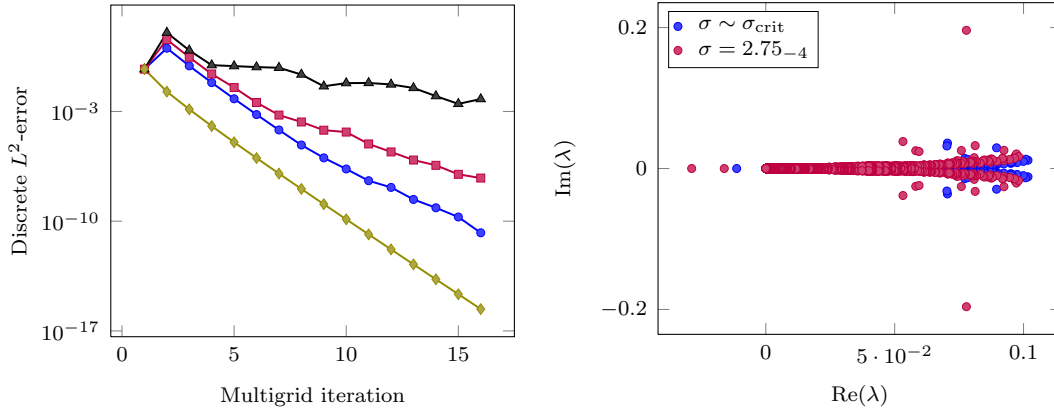 10^{-3}
10^{-10}
10^{-17}
Discrete L^2-error
0 5 10 15
Multigrid iteration
σ ∼ σ_crit
σ = 2.75_{−4}
0.2
0
−0.2
Im(λ)
0 5 · 10^{−2} 0.1
Re(λ)